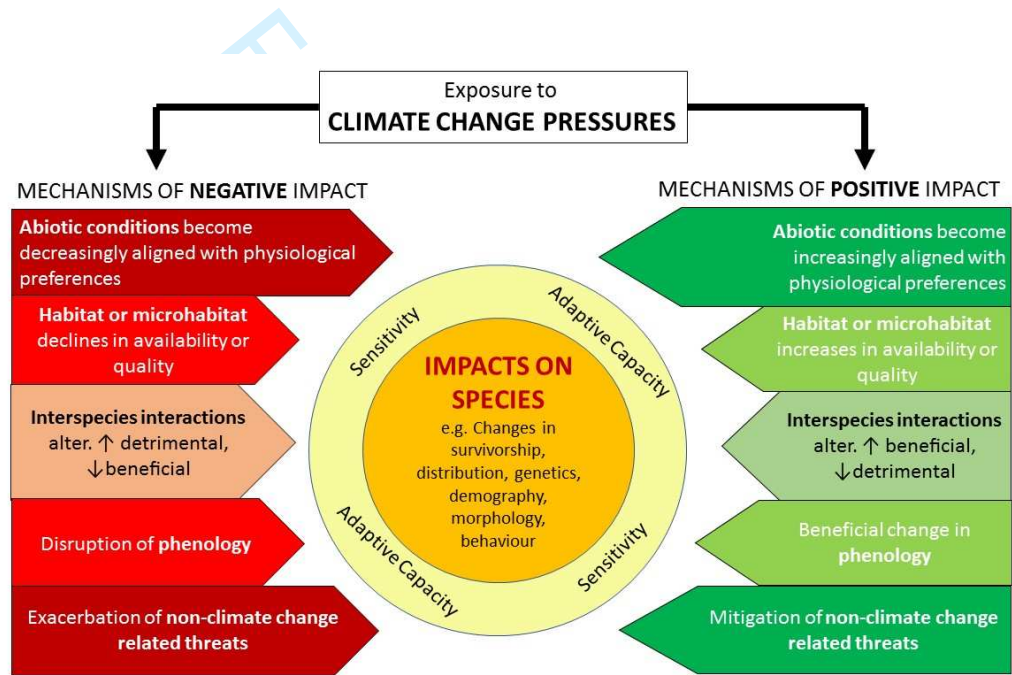 Exposure to
CLIMATE CHANGE PRESSURES
MECHANISMS OF NEGATIVE IMPACT
Abiotic conditions become
decreasingly aligned with physiological
preferences
Habitat or microhabitat
declines in availability or
quality
Interspecies interactions
alter. ↑ detrimental,
↓ beneficial
Disruption of phenology
Exacerbation of non-climate change
related threats
Sensitivity
Adaptive Capacity
IMPACTS ON
SPECIES
e.g. Changes in
survivorship,
distribution, genetics,
demography,
morphology,
behaviour
Adaptive Capacity
Sensitivity
MECHANISMS OF POSITIVE IMPACT
Abiotic conditions become
increasingly aligned with
physiological preferences
Habitat or microhabitat
increases in availability or
quality
Interspecies interactions
alter. ↑ beneficial,
↓ detrimental
Beneficial change in
phenology
Mitigation of non-climate change
related threats